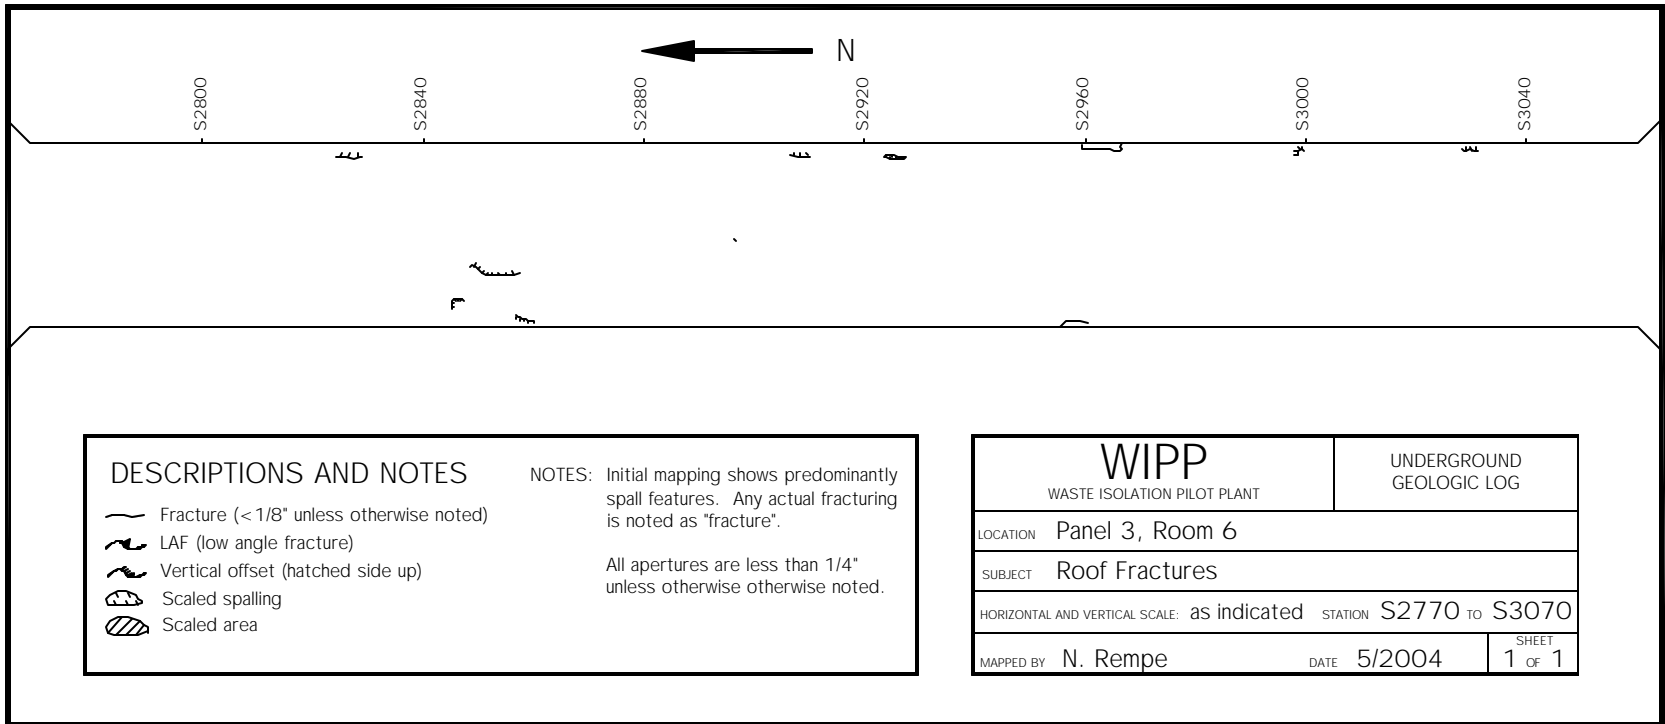 N
S2800
S2840
S2880
S2920
S2960
S3000
S3040
DESCRIPTIONS AND NOTES
Fracture (<1/8" unless otherwise noted)
LAF (low angle fracture)
Vertical offset (hatched side up)
Scaled spalling
Scaled area
NOTES: Initial mapping shows predominantly
spall features. Any actual fracturing
is noted as "fracture".
All apertures are less than 1/4"
unless otherwise otherwise noted.
WIPP
WASTE ISOLATION PILOT PLANT
UNDERGROUND
GEOLOGIC LOG
LOCATION Panel 3, Room 6
SUBJECT Roof Fractures
HORIZONTAL AND VERTICAL SCALE: as indicated STATION S2770 TO S3070
MAPPED BY N. Rempe DATE 5/2004
SHEET
1 OF 1